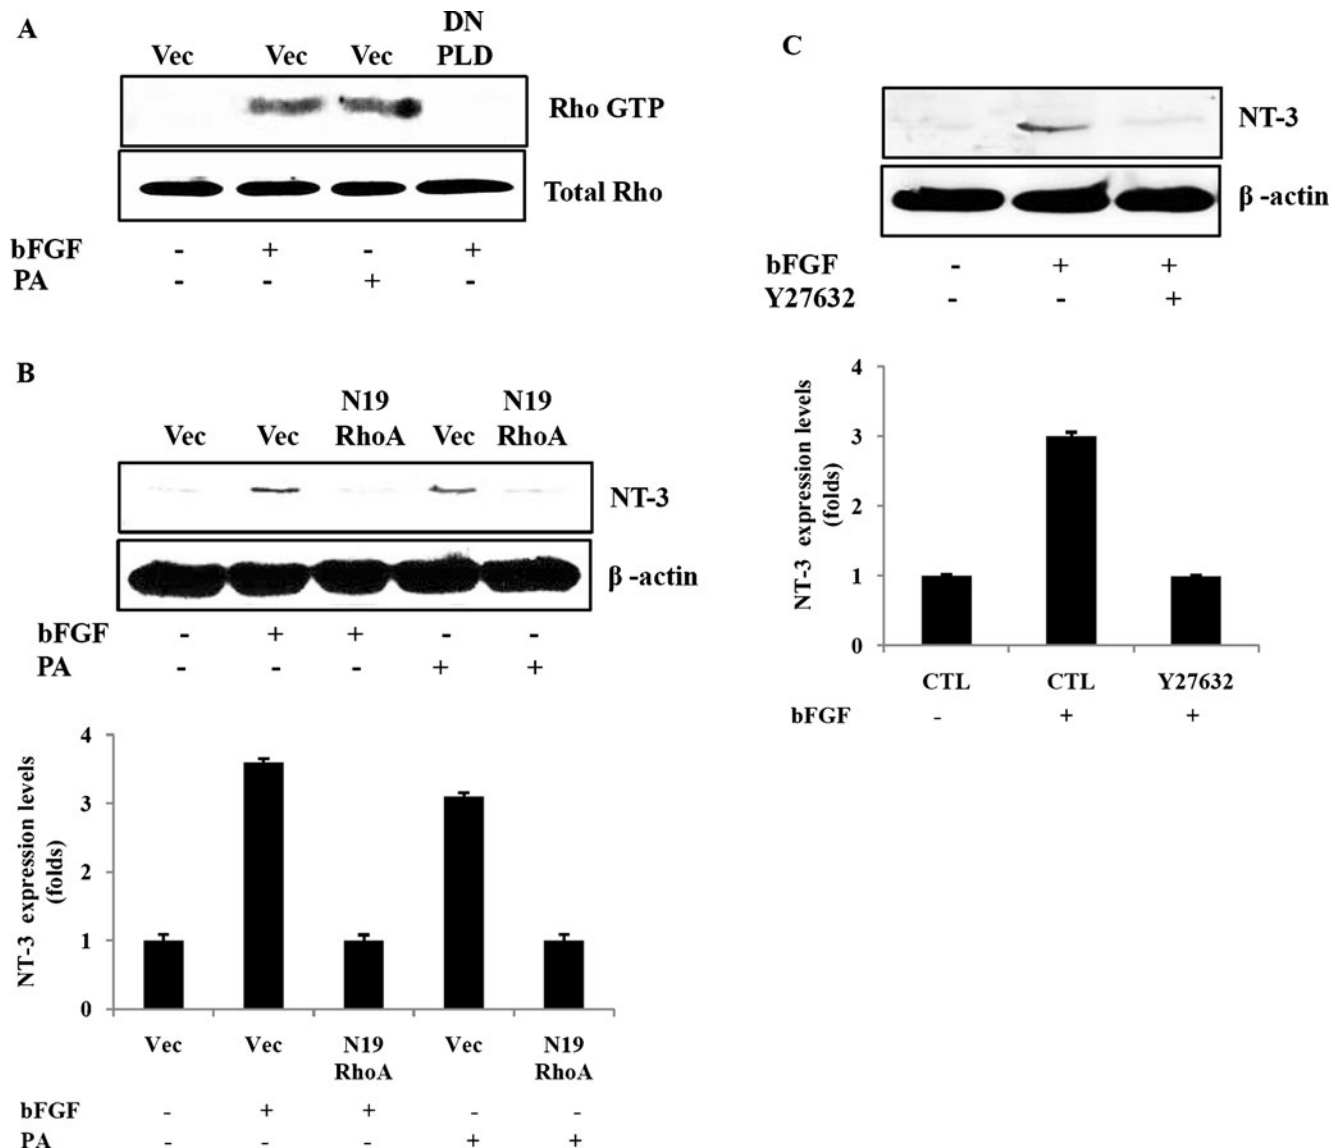 A
Vec Vec Vec DN PLD
Rho GTP
Total Rho
bFGF - + - +
PA - - + -
B
Vec Vec N19 RhoA Vec N19 RhoA
NT-3
β -actin
bFGF - + + - -
PA - - - + +
NT-3 expression levels
(folds)
4
3
2
1
0
Vec Vec N19 RhoA Vec N19 RhoA
bFGF - + + - -
PA - - - + +
C
NT-3
β -actin
bFGF - + +
Y27632 - - +
NT-3 expression levels
(folds)
4
3
2
1
0
CTL CTL Y27632
bFGF - + +